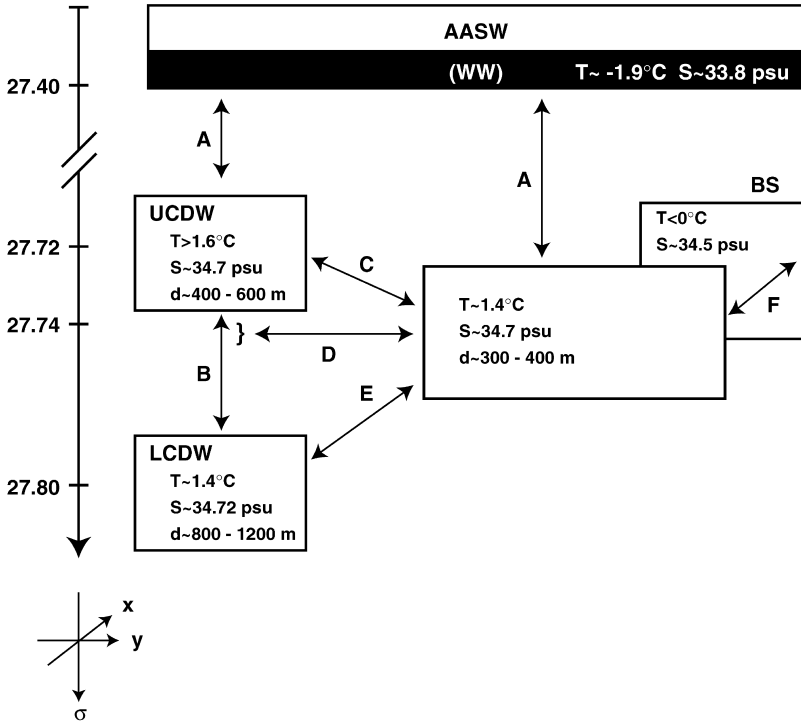 AASW
(WW) T~ -1.9°C S~33.8 psu
27.40
A
A
BS
UCDW
T>1.6°C
S~34.7 psu
d~400 - 600 m
T<0°C
S~34.5 psu
27.72
C
T~1.4°C
S~34.7 psu
d~300 - 400 m
F
27.74
}
D
B
E
LCDW
T~1.4°C
S~34.72 psu
d~800 - 1200 m
27.80
x
y
σ